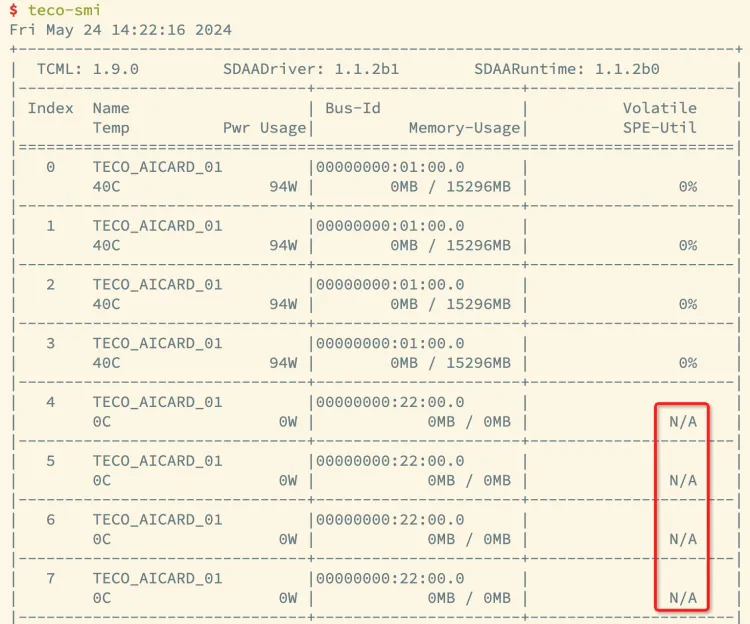 $ teco-smi
Fri May 24 14:22:16 2024
TCML: 1.9.0 SDAADriver: 1.1.2b1 SDAARuntime: 1.1.2b0
Index Name | Bus-Id | Volatile
Temp Pwr Usage| Memory-Usage| SPE-Util
0 TECO_AICARD_01 |00000000:01:00.0 |
40C 94W | 0MB / 15296MB | 0%
1 TECO_AICARD_01 |00000000:01:00.0 |
40C 94W | 0MB / 15296MB | 0%
2 TECO_AICARD_01 |00000000:01:00.0 |
40C 94W | 0MB / 15296MB | 0%
3 TECO_AICARD_01 |00000000:01:00.0 |
40C 94W | 0MB / 15296MB | 0%
4 TECO_AICARD_01 |00000000:22:00.0 |
0C 0W | 0MB / 0MB | N/A
5 TECO_AICARD_01 |00000000:22:00.0 |
0C 0W | 0MB / 0MB | N/A
6 TECO_AICARD_01 |00000000:22:00.0 |
0C 0W | 0MB / 0MB | N/A
7 TECO_AICARD_01 |00000000:22:00.0 |
0C 0W | 0MB / 0MB | N/A